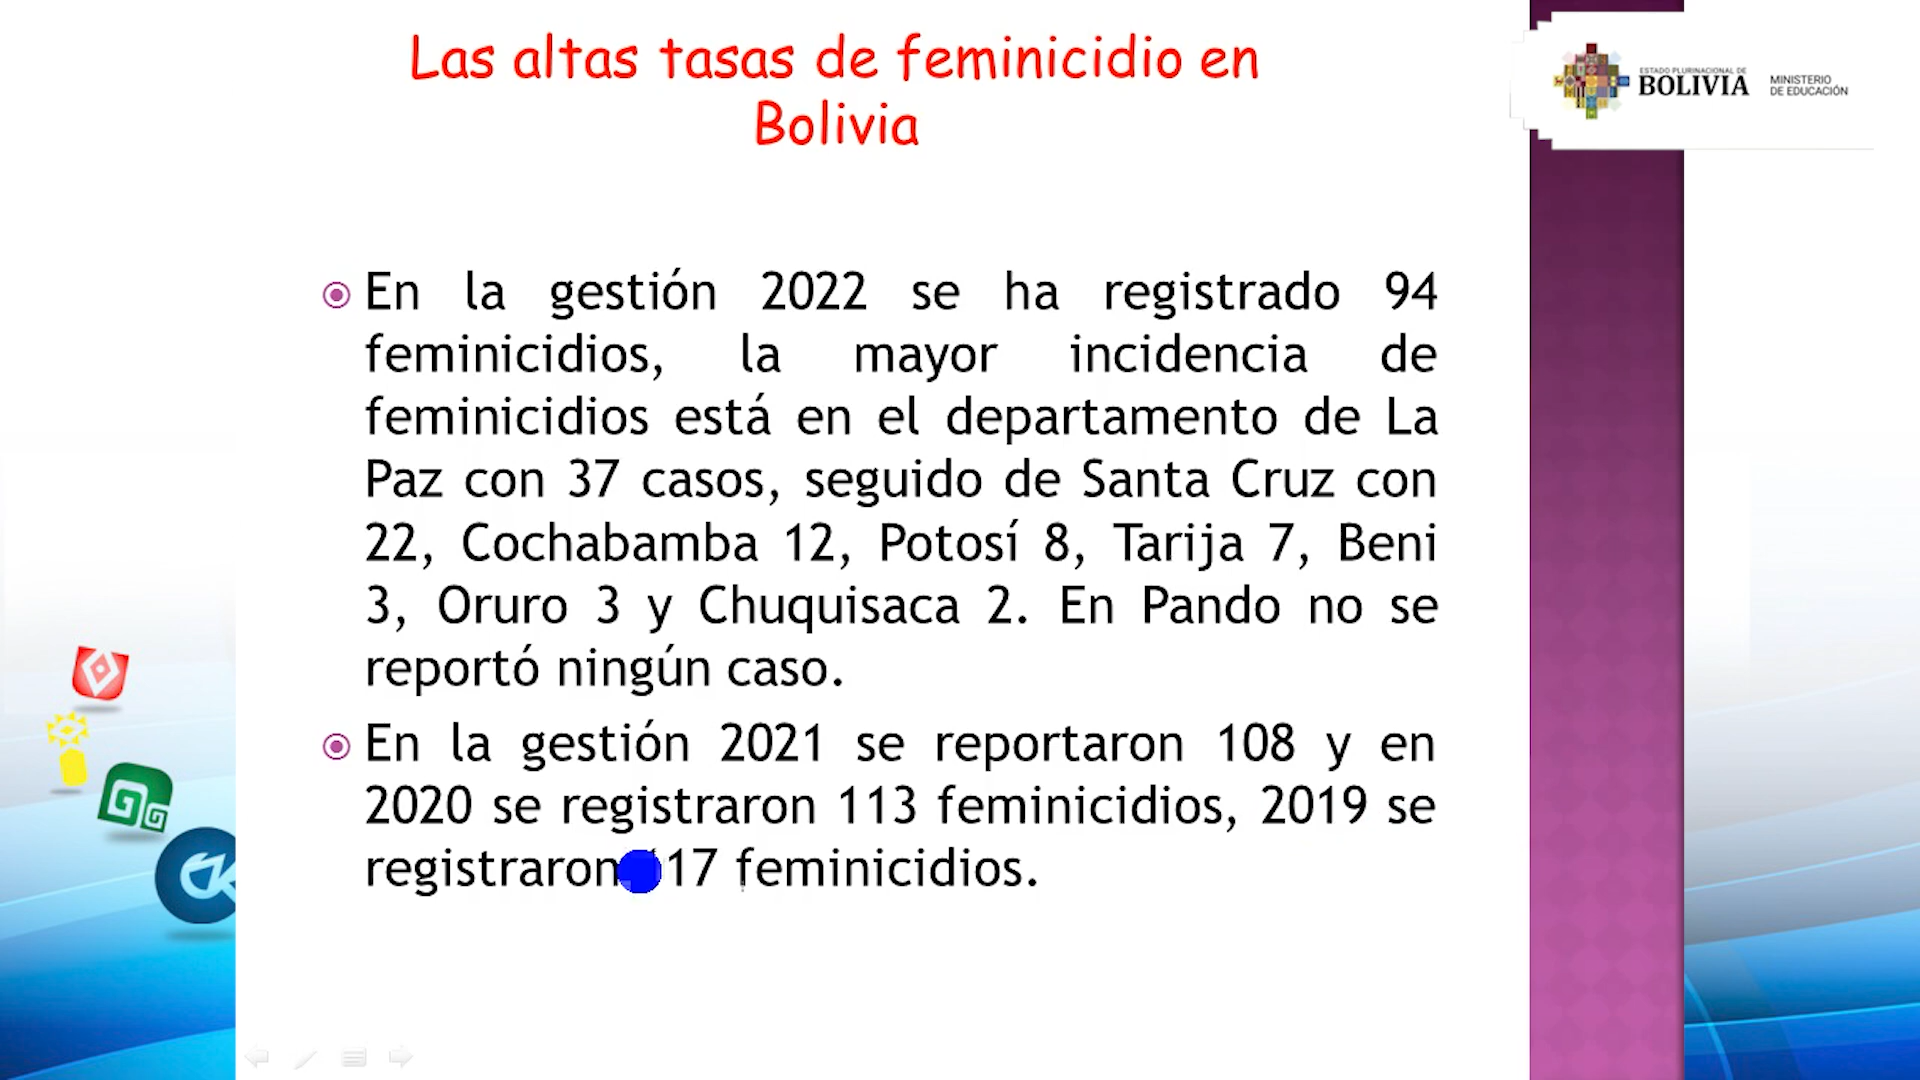 Las altas tasas de feminicidio en
Bolivia
ESTADO PLURINACIONAL DE
BOLIVIA
MINISTERIO
DE EDUCACIÓN
En la gestión 2022 se ha registrado 94
feminicidios, la mayor incidencia de
feminicidios está en el departamento de La
Paz con 37 casos, seguido de Santa Cruz con
22, Cochabamba 12, Potosí 8, Tarija 7, Beni
3, Oruro 3 y Chuquisaca 2. En Pando no se
reportó ningún caso.
En la gestión 2021 se reportaron 108 y en
2020 se registraron 113 feminicidios, 2019 se
registraron 117 feminicidios.